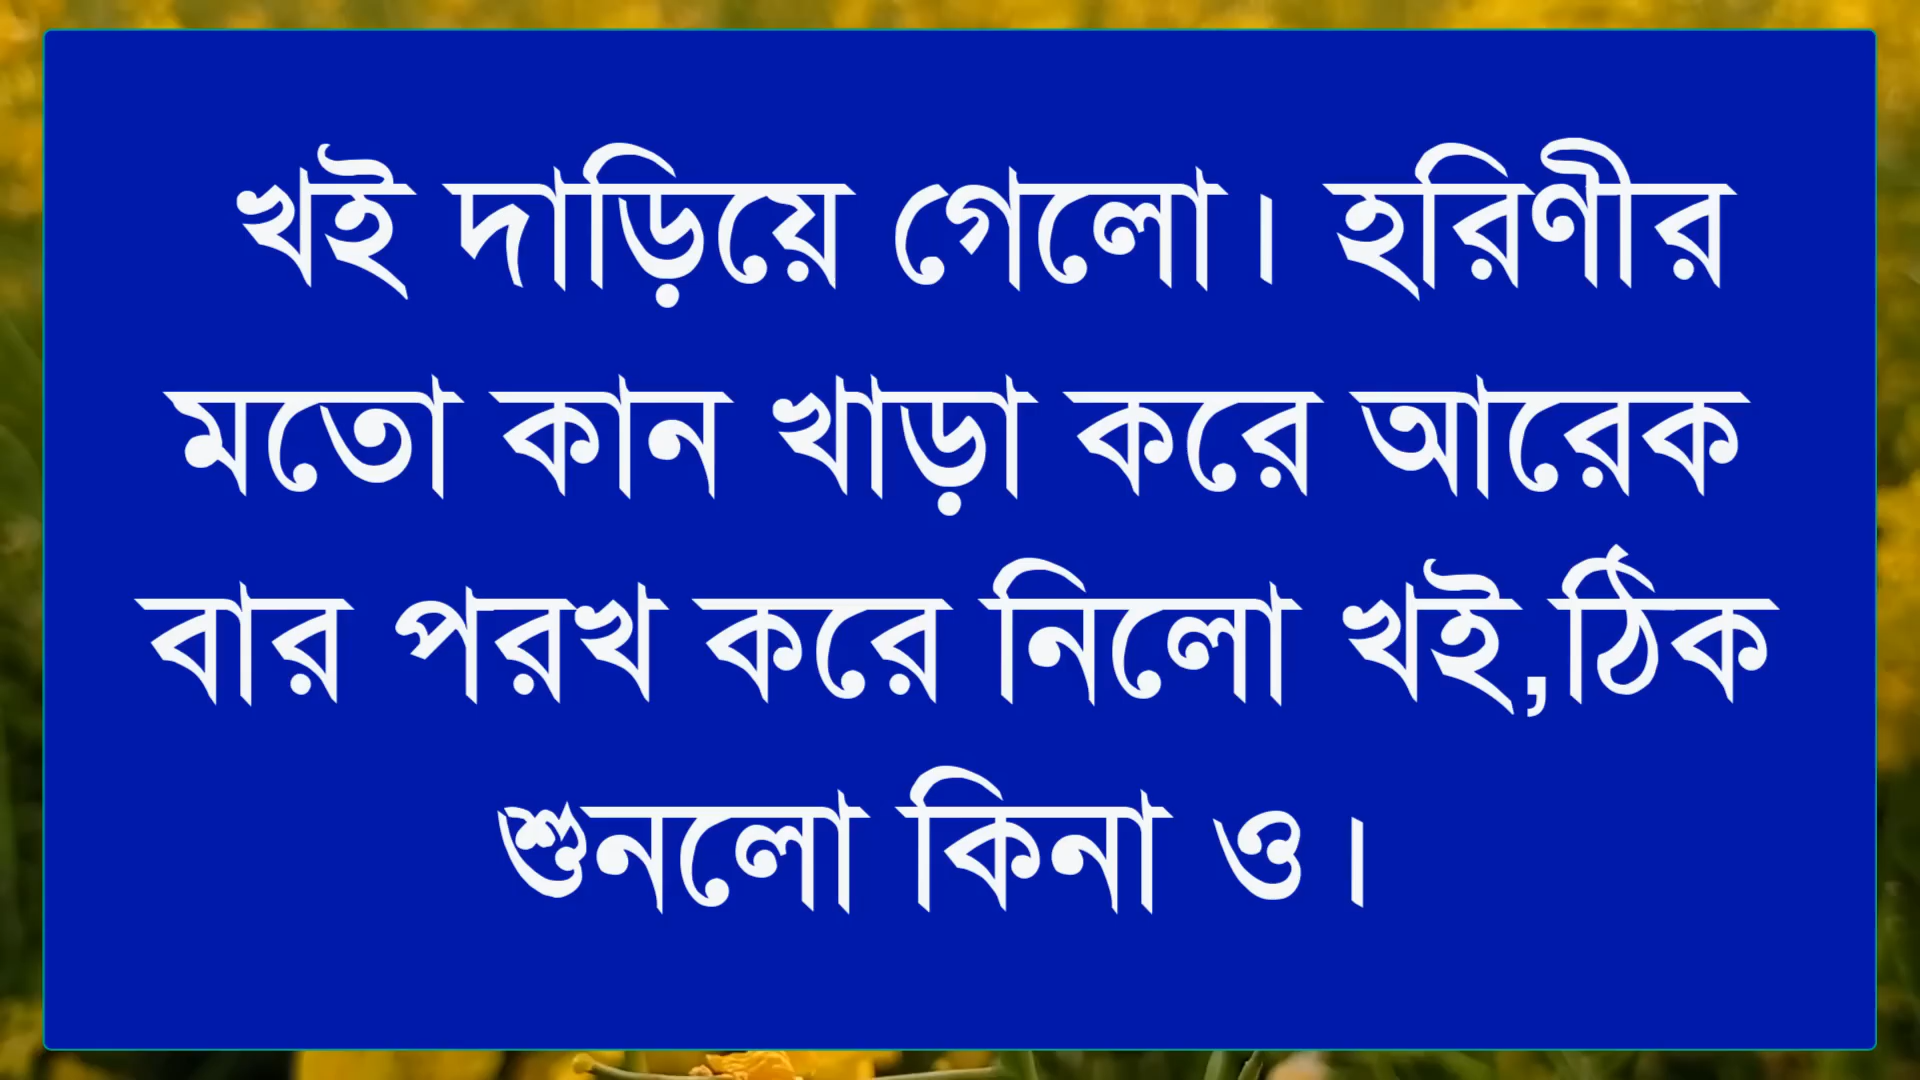 খই দাড়িয়ে গেলো। হরিণীর
মতো কান খাড়া করে আরেক
বার পরখ করে নিলো খই,ঠিক
শুনলো কিনা ও।